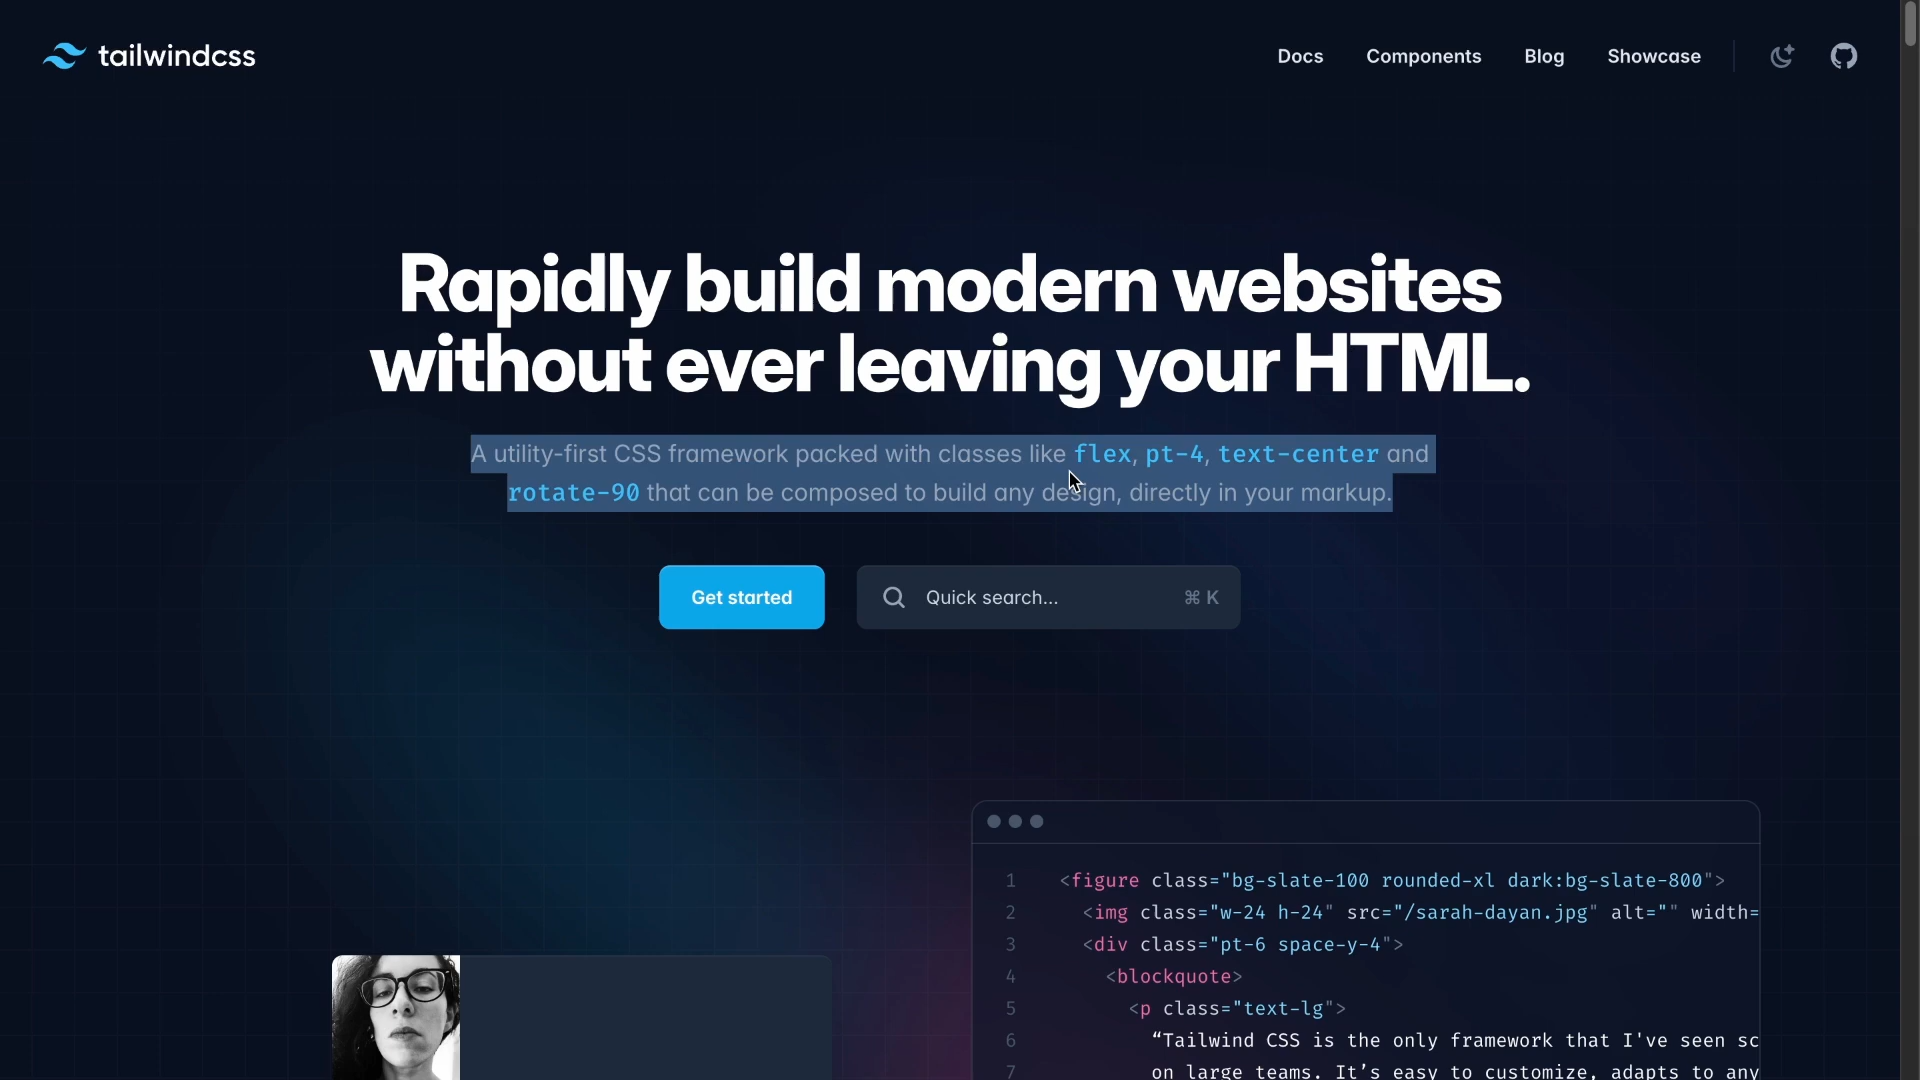 tailwindcss
Docs Components Blog Showcase
Rapidly build modern websites
without ever leaving your HTML.
A utility-first CSS framework packed with classes like flex, pt-4, text-center and
rotate-90 that can be composed to build any design, directly in your markup.
Get started
Quick search... ⌘ K
1 <figure class="bg-slate-100 rounded-xl dark:bg-slate-800">
2 <img class="w-24 h-24" src="/sarah-dayan.jpg" alt="" width=
3 <div class="pt-6 space-y-4">
4 <blockquote>
5 <p class="text-lg">
6 “Tailwind CSS is the only framework that I've seen sc
7 on large teams. It’s easy to customize, adapts to any